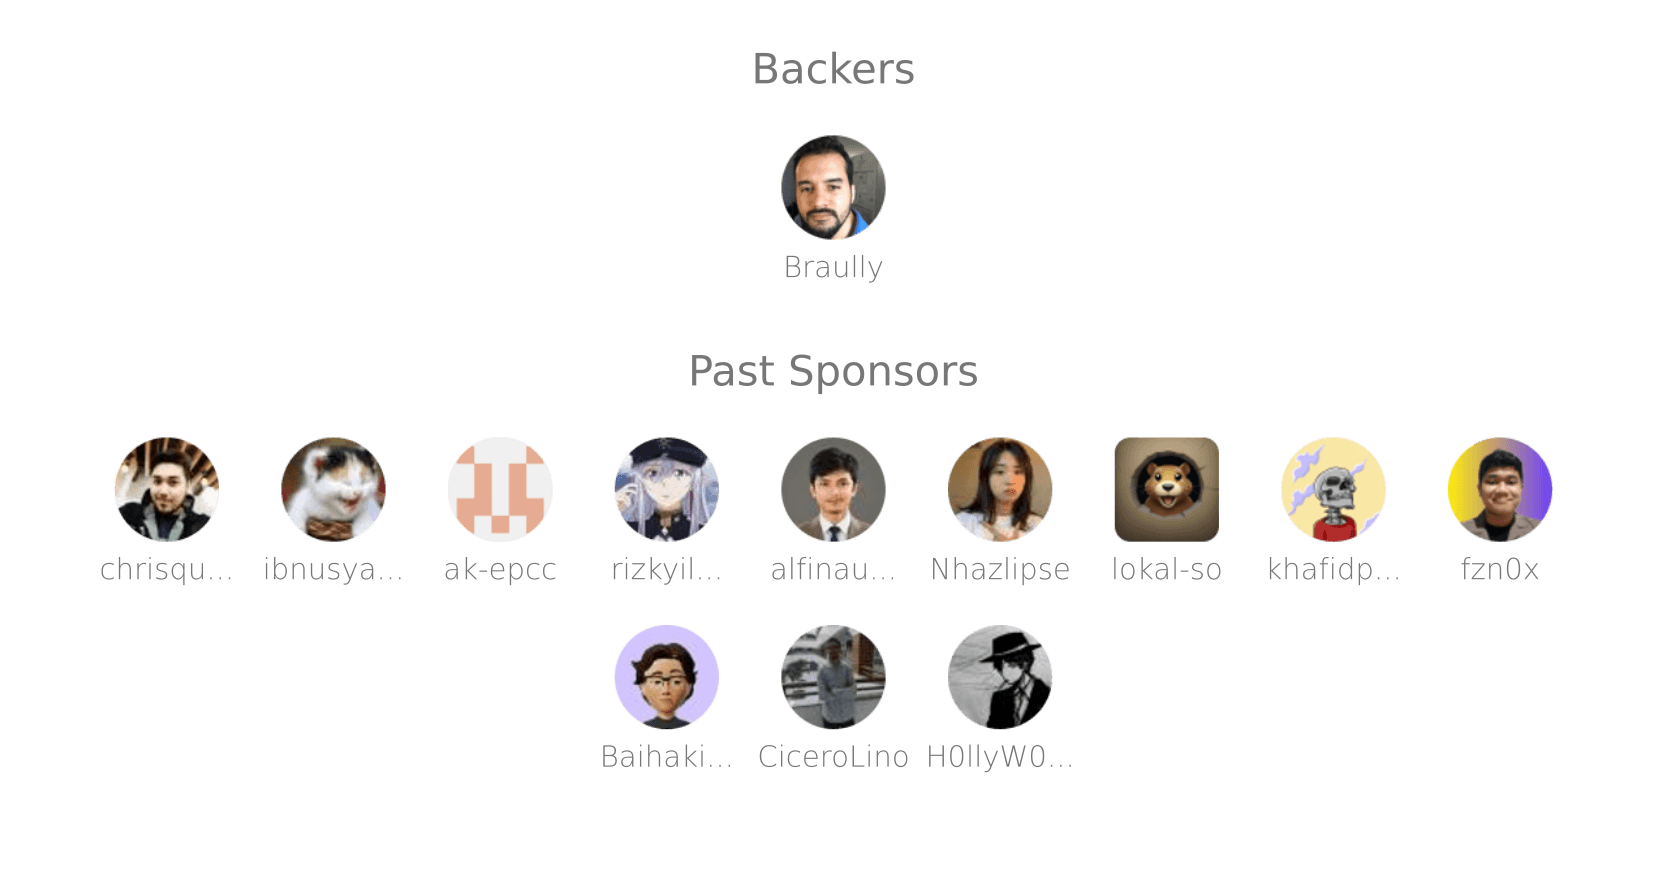 Backers
Braully
Past Sponsors
chrisqu... ibnusya... ak-epcc rizkyil... alfinau... Nhazlipse lokal-so khafidp... fzn0x
Baihaki... CiceroLino H0llyW0...